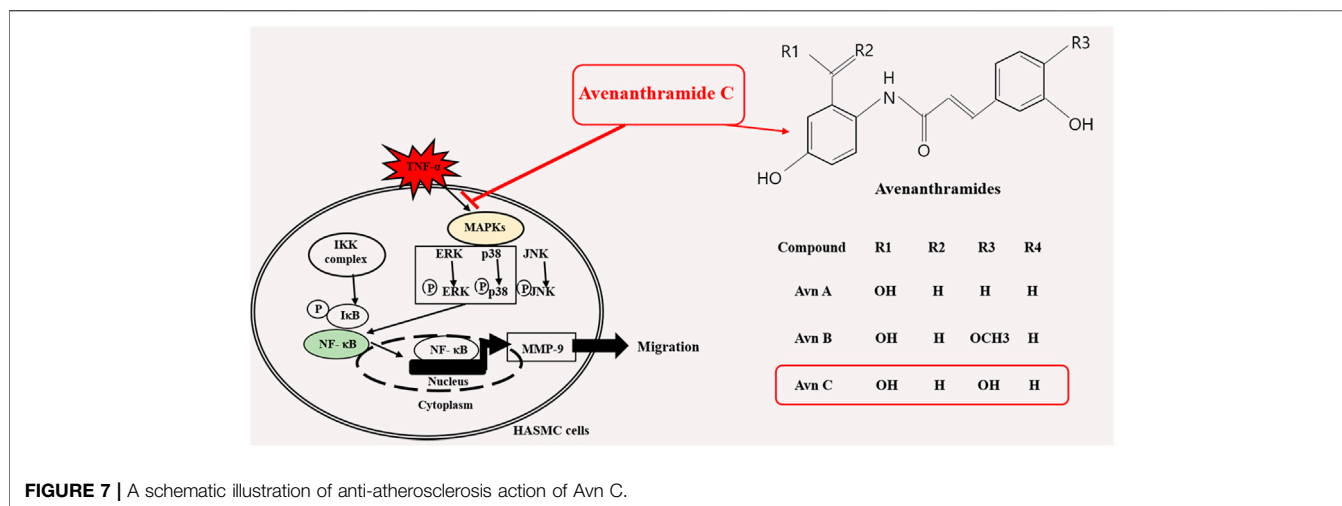 R1
R2
R3
Avenanthramide C
N
H
O
OH
HO
Avenanthramides
TNF-α
MAPKs
IKK
complex
ERK p38 JNK
P ERK P p38 P JNK
P
IκB
NF- κB
NF- κB
MMP-9
Migration
Nucleus
Cytoplasm
HASMC cells
Compound R1 R2 R3 R4
Avn A OH H H H
Avn B OH H OCH3 H
Avn C OH H OH H
FIGURE 7 | A schematic illustration of anti-atherosclerosis action of Avn C.